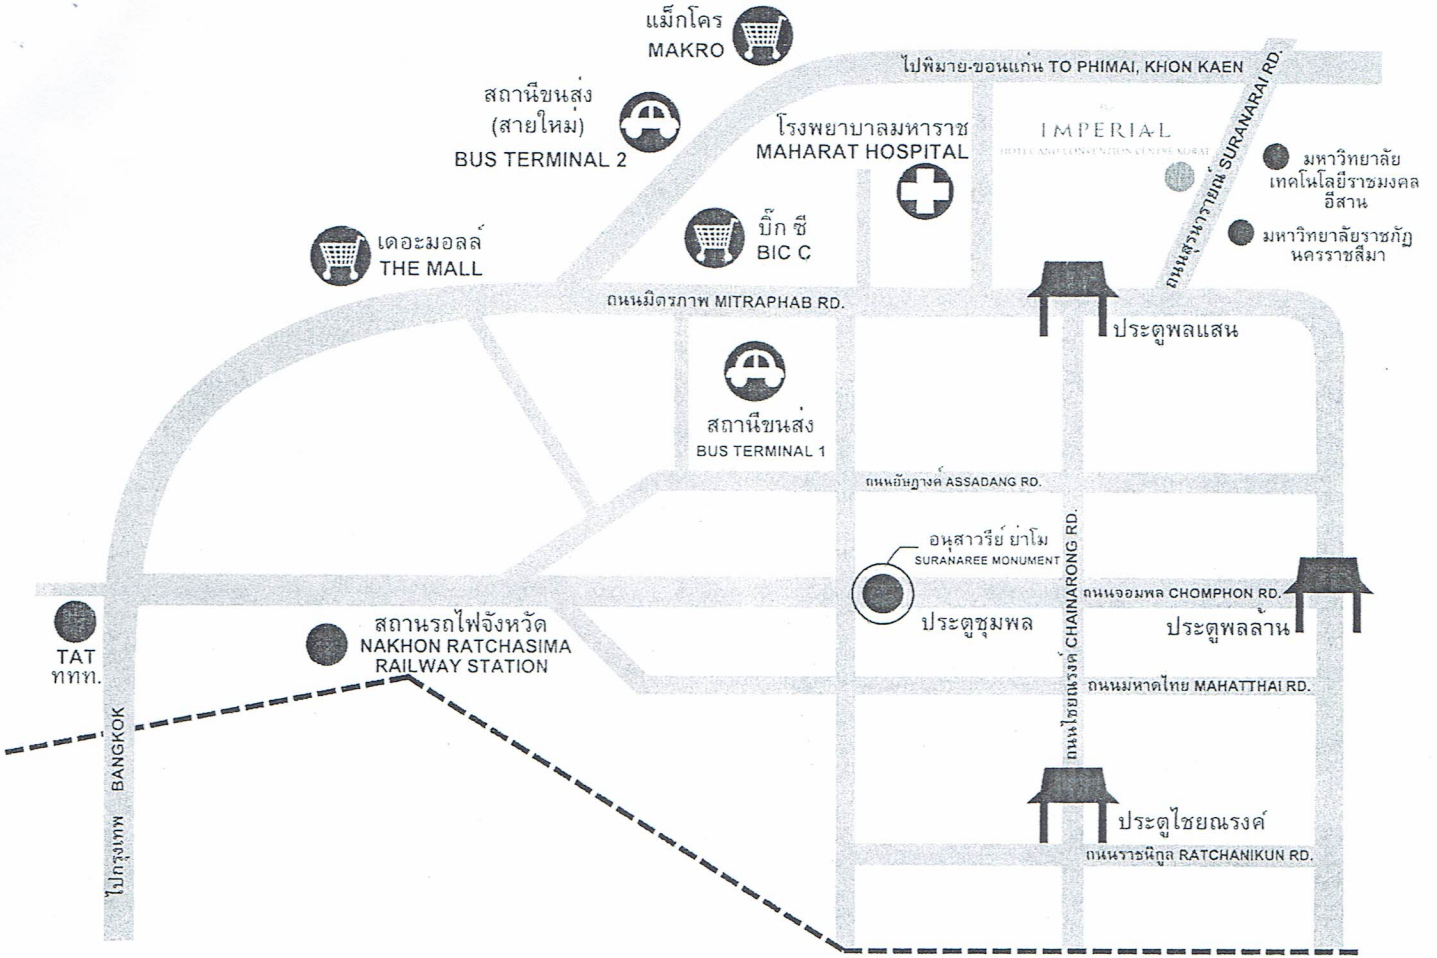 แม็กโคร
MAKRO
ไปพิมาย-ขอนแก่น TO PHIMAI, KHON KAEN
สถานีขนส่ง
(สายใหม่)
BUS TERMINAL 2
โรงพยาบาลมหาราช
MAHARAT HOSPITAL
The
IMPERIAL
HOTEL AND CONVENTION CENTRE KORAT
ถนนสุรนารายณ์ SURANARAI RD.
มหาวิทยาลัย
เทคโนโลยีราชมงคล
อีสาน
มหาวิทยาลัยราชภัฏ
นครราชสีมา
เดอะมอลล์
THE MALL
บิ๊ก ซี
BIC C
ถนนมิตรภาพ MITRAPHAB RD.
ประตูพลแสน
สถานีขนส่ง
BUS TERMINAL 1
ถนนอัษฎางค์ ASSADANG RD.
อนุสาวรีย์ ย่าโม
SURANAREE MONUMENT
ถนนไชยณรงค์ CHAINARONG RD.
ถนนจอมพล CHOMPHON RD.
ประตูชุมพล
ประตูพลล้าน
TAT
ททท.
สถานรถไฟจังหวัด
NAKHON RATCHASIMA
RAILWAY STATION
ถนนมหาดไทย MAHATTHAI RD.
ไปกรุงเทพ BANGKOK
ประตูไชยณรงค์
ถนนราชนิกูล RATCHANIKUN RD.